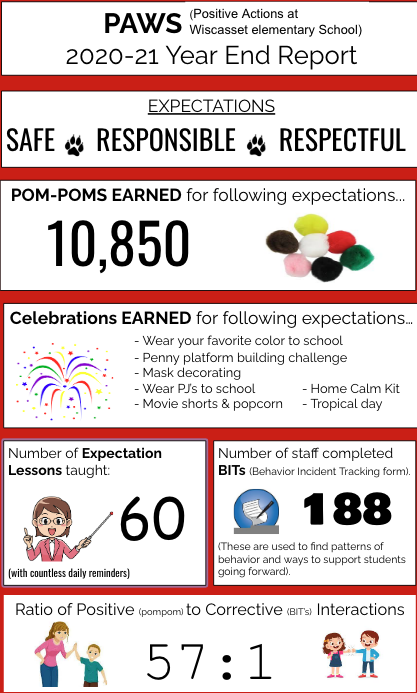 PAWS (Positive Actions at
Wiscasset elementary School)
2020-21 Year End Report
EXPECTATIONS
SAFE RESPONSIBLE RESPECTFUL
POM-POMS EARNED for following expectations...
10,850
Celebrations EARNED for following expectations...
- Wear your favorite color to school
- Penny platform building challenge
- Mask decorating
- Wear PJ's to school - Home Calm Kit
- Movie shorts & popcorn - Tropical day
Number of Expectation
Lessons taught:
60
(with countless daily reminders)
Number of staff completed
BITs (Behavior Incident Tracking form).
188
(These are used to find patterns of
behavior and ways to support students
going forward).
Ratio of Positive (pompom) to Corrective (BIT's) Interactions
57:1